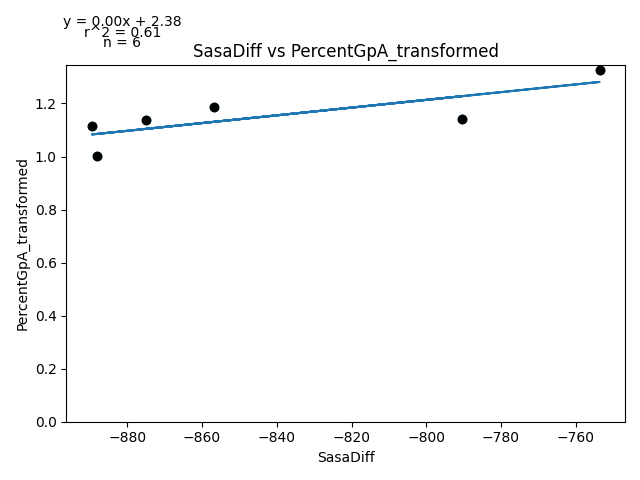 y = 0.00x + 2.38
r^2 = 0.61
n = 6
SasaDiff vs PercentGpA_transformed
PercentGpA_transformed
1.2
1.0
0.8
0.6
0.4
0.2
0.0
−880
−860
−840
−820
−800
−780
−760
SasaDiff